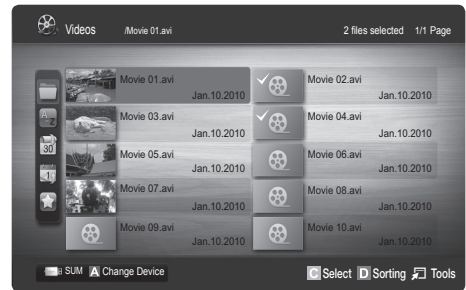 Videos /Movie 01.avi 2 files selected 1/1 Page
Movie 01.avi Movie 02.avi
Jan.10.2010 Jan.10.2010
Movie 03.avi Movie 04.avi
Jan.10.2010 Jan.10.2010
Movie 05.avi Movie 06.avi
Jan.10.2010 Jan.10.2010
Movie 07.avi Movie 08.avi
Jan.10.2010 Jan.10.2010
Movie 09.avi Movie 10.avi
Jan.10.2010 Jan.10.2010
A
Z
30
1
SUM A Change Device C Select D Sorting Tools